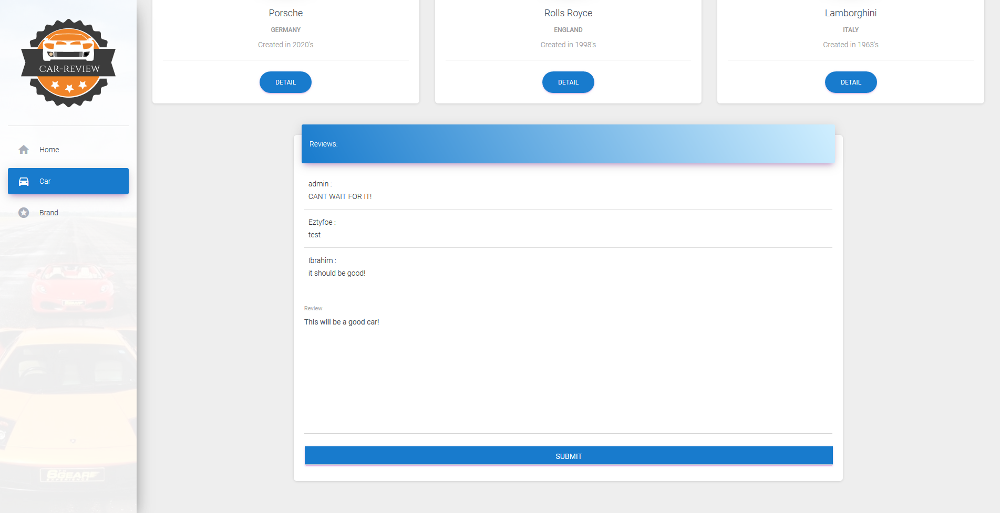 CAR-REVIEW
Home
Car
Brand
6GEARS
EXPERIENCE
Porsche
GERMANY
Created in 2020's
DETAIL
Rolls Royce
ENGLAND
Created in 1998's
DETAIL
Lamborghini
ITALY
Created in 1963's
DETAIL
Reviews:
admin :
CANT WAIT FOR IT!
Eztyfoe :
test
Ibrahim :
it should be good!
Review
This will be a good car!
SUBMIT